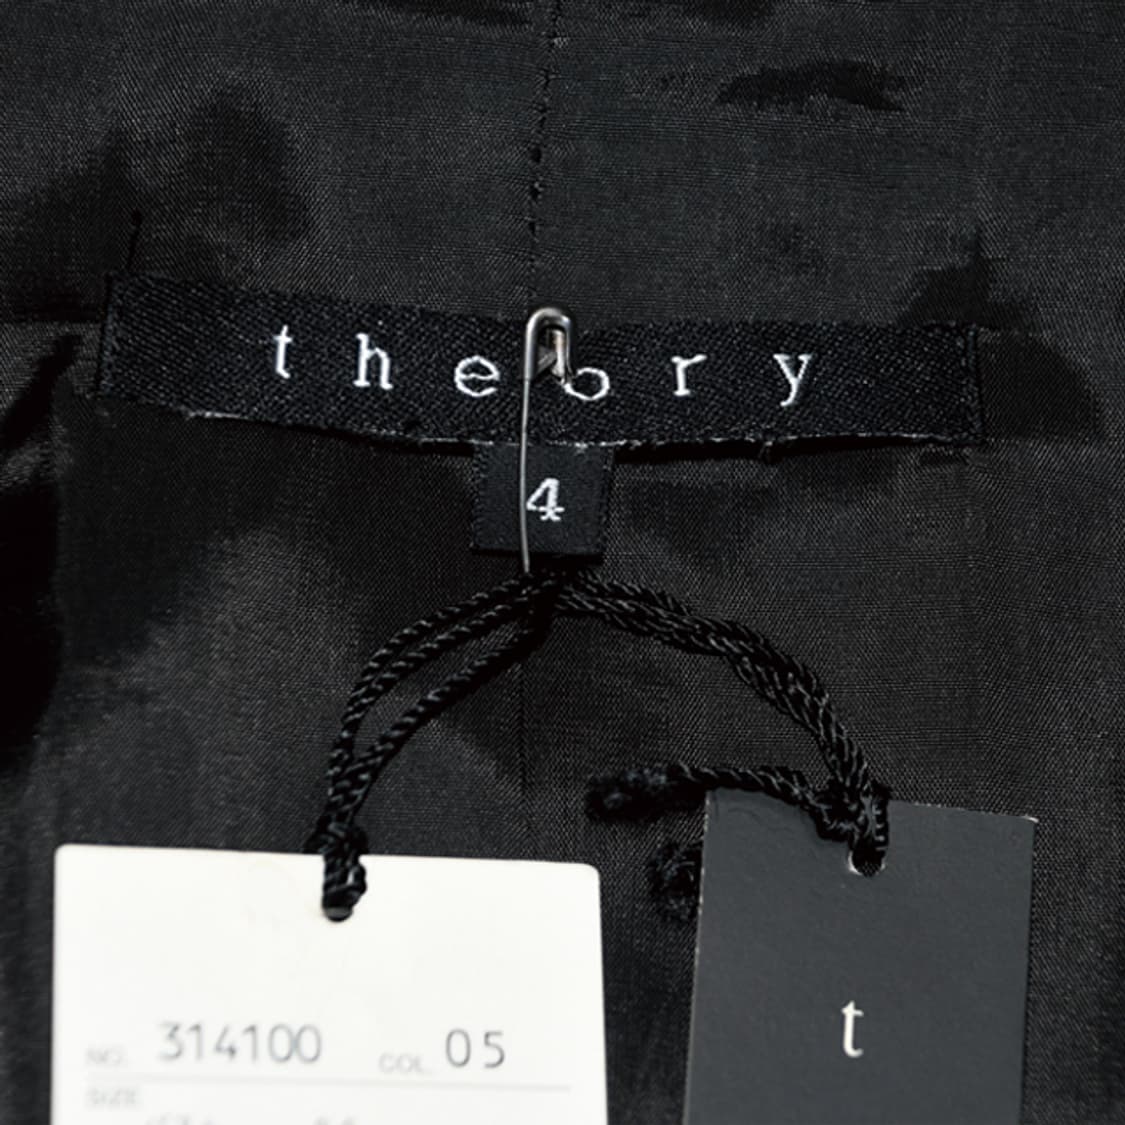 theory
4
NO. 314100 COL. 05
SIZE
t